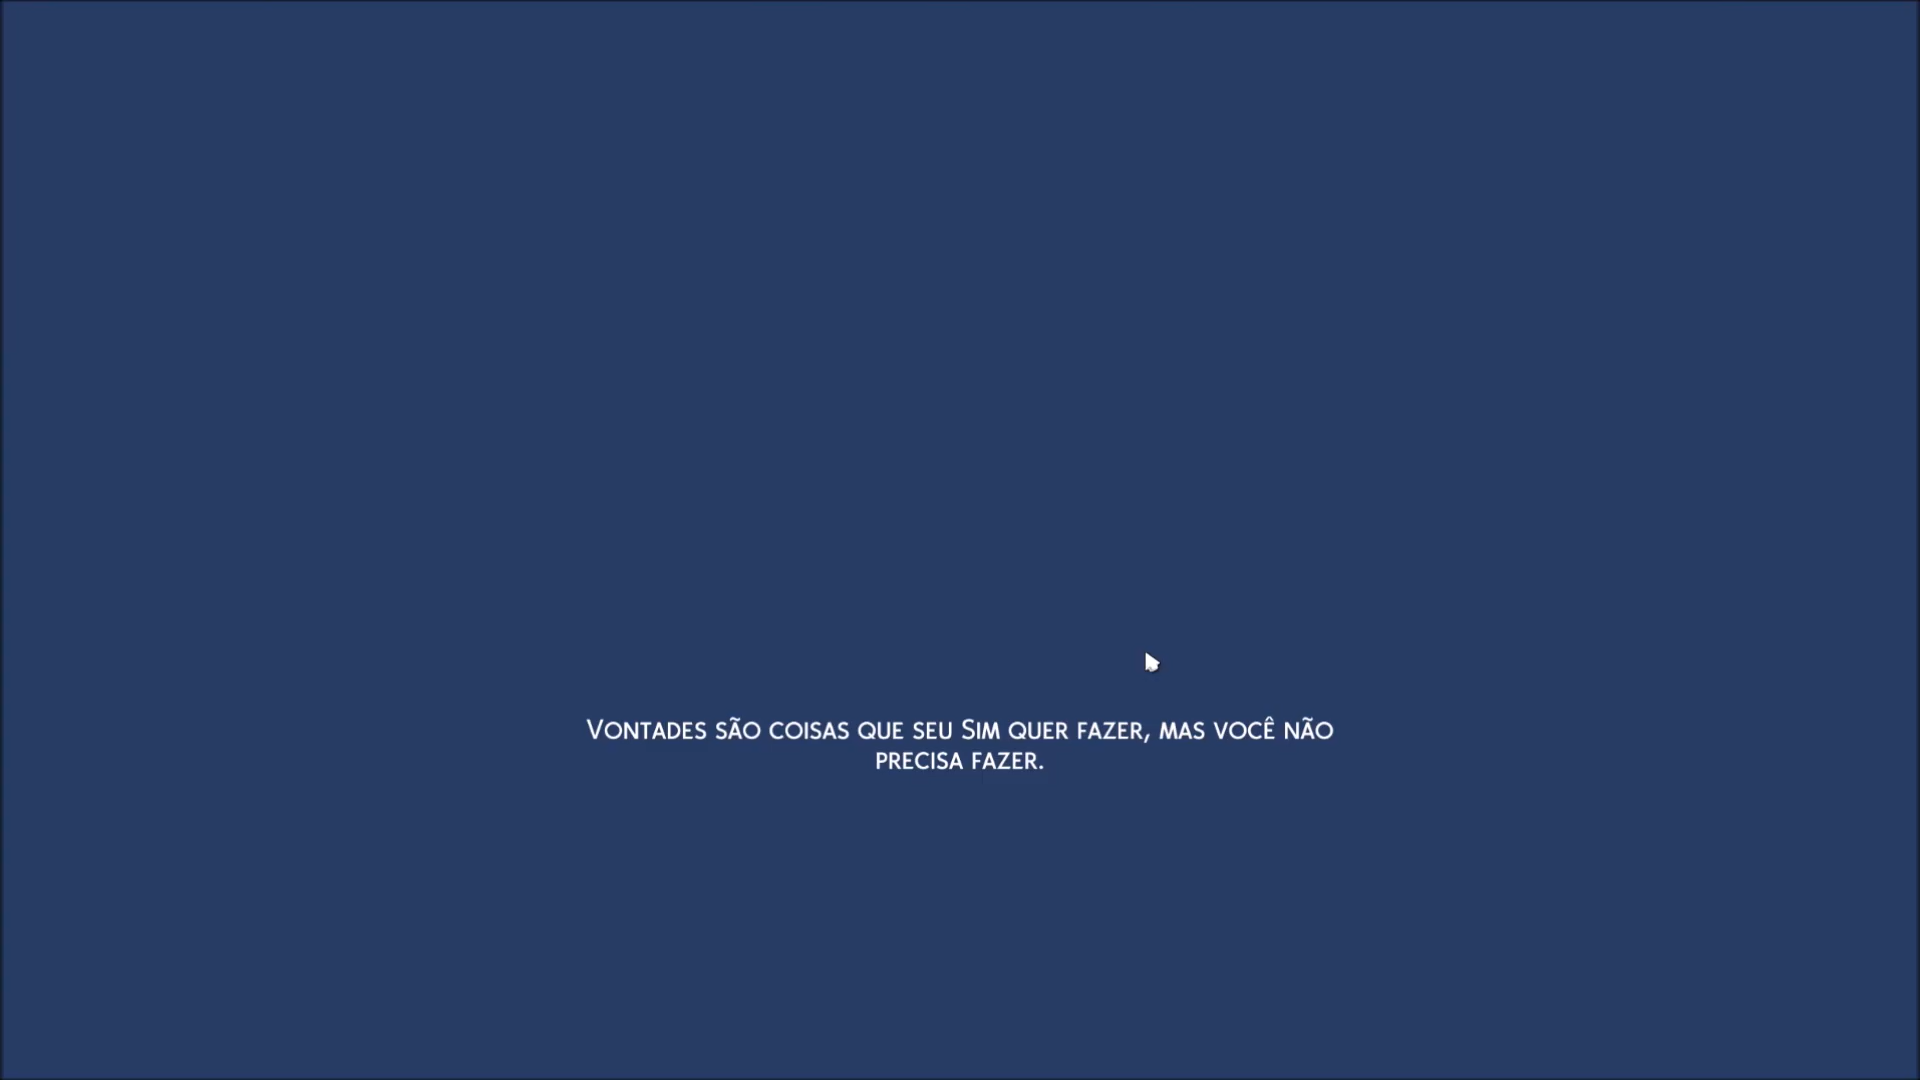 Vontades são coisas que seu Sim quer fazer, mas você não
precisa fazer.